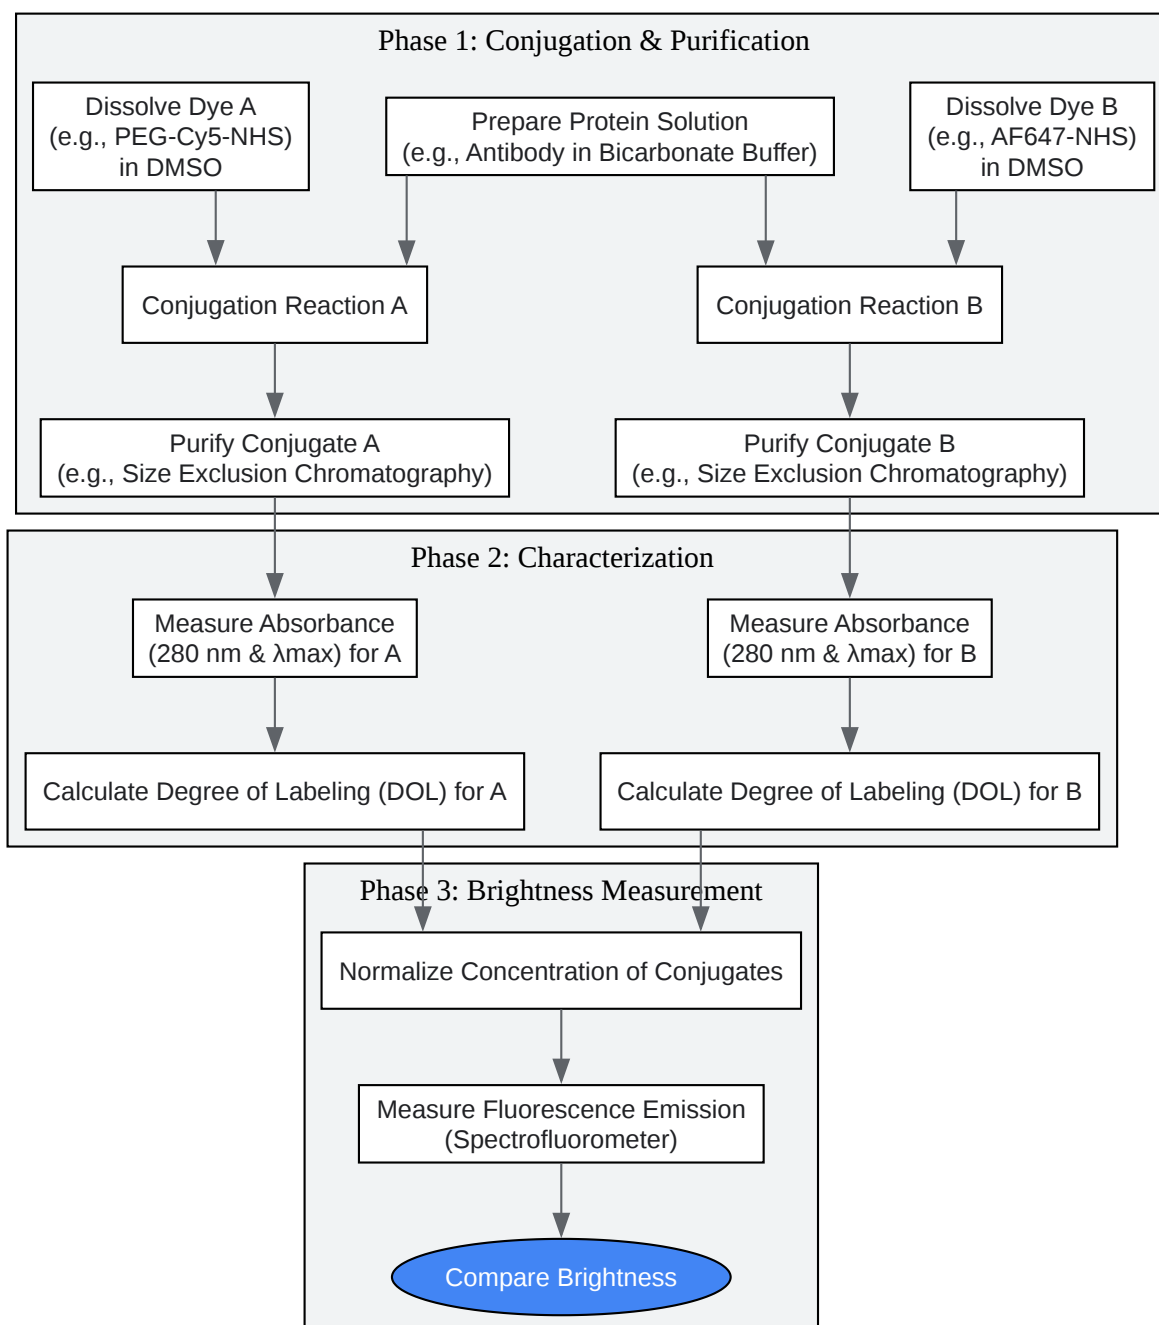 Phase 1: Conjugation & Purification
Dissolve Dye A
(e.g., PEG-Cy5-NHS)
in DMSO
Prepare Protein Solution
(e.g., Antibody in Bicarbonate Buffer)
Dissolve Dye B
(e.g., AF647-NHS)
in DMSO
Conjugation Reaction A
Conjugation Reaction B
Purify Conjugate A
(e.g., Size Exclusion Chromatography)
Purify Conjugate B
(e.g., Size Exclusion Chromatography)
Phase 2: Characterization
Measure Absorbance
(280 nm & λmax) for A
Measure Absorbance
(280 nm & λmax) for B
Calculate Degree of Labeling (DOL) for A
Calculate Degree of Labeling (DOL) for B
Phase 3: Brightness Measurement
Normalize Concentration of Conjugates
Measure Fluorescence Emission
(Spectrofluorometer)
Compare Brightness